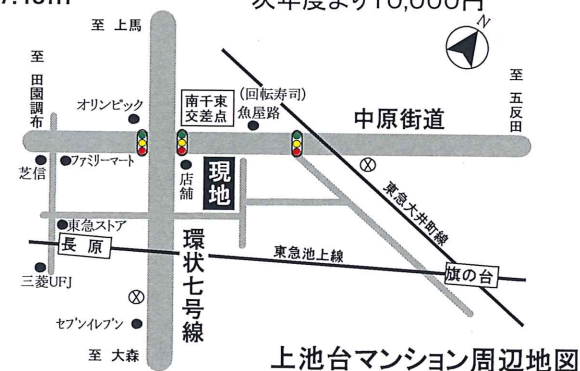 次年度より10,000円
至 上馬
N
至 田園調布
至 五反田
オリンピック
南千束
交差点
(回転寿司)
魚屋路
中原街道
芝信
ファミリーマート
店舗
現地
東急大井町線
東急ストア
長原
環状七号線
東急池上線
旗の台
三菱UFJ
セブンイレブン
至 大森
上池台マンション周辺地図